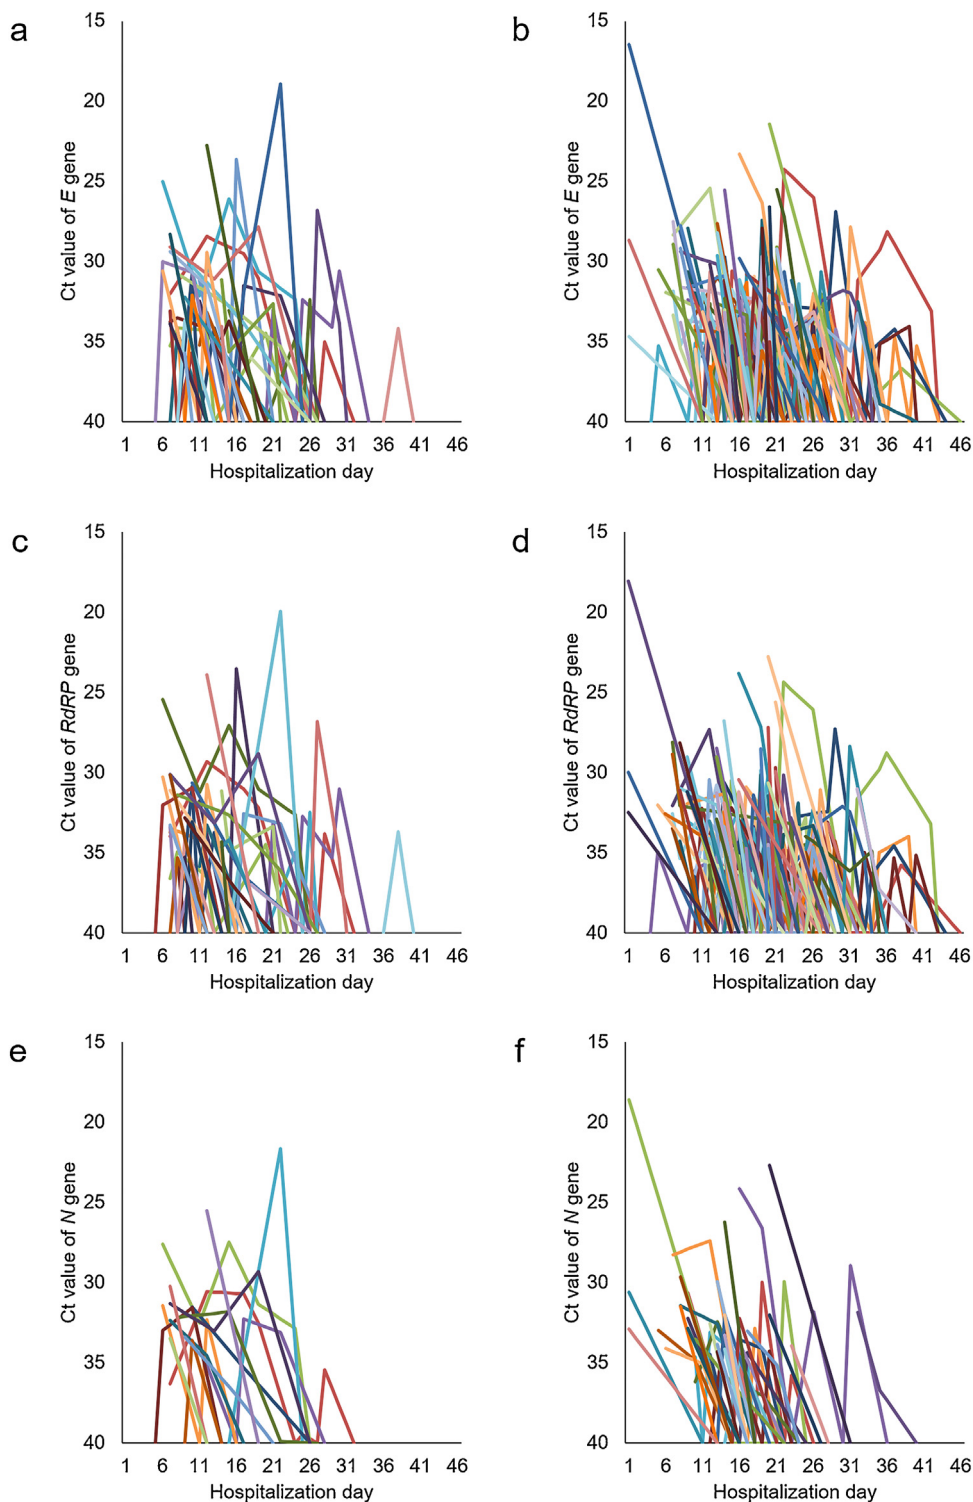 a
15
20
25
30
35
40
Ct value of E gene
1 6 11 16 21 26 31 36 41 46
Hospitalization day
b
15
20
25
30
35
40
Ct value of E gene
1 6 11 16 21 26 31 36 41 46
Hospitalization day
c
15
20
25
30
35
40
Ct value of RdRP gene
1 6 11 16 21 26 31 36 41 46
Hospitalization day
d
15
20
25
30
35
40
Ct value of RdRP gene
1 6 11 16 21 26 31 36 41 46
Hospitalization day
e
15
20
25
30
35
40
Ct value of N gene
1 6 11 16 21 26 31 36 41 46
Hospitalization day
f
15
20
25
30
35
40
Ct value of N gene
1 6 11 16 21 26 31 36 41 46
Hospitalization day